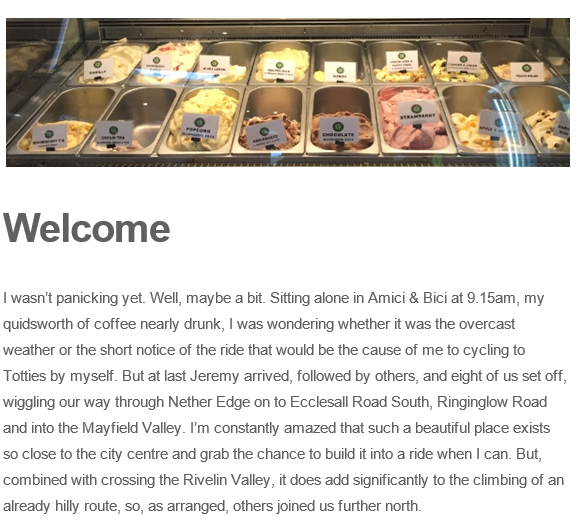 VANILLA
POPCORN
CREAM TEA
CHOCOLATE
STRAWBERRY
Welcome
I wasn't panicking yet. Well, maybe a bit. Sitting alone in Amici & Bici at 9.15am, my
quidsworth of coffee nearly drunk, I was wondering whether it was the overcast
weather or the short notice of the ride that would be the cause of me to cycling to
Totties by myself. But at last Jeremy arrived, followed by others, and eight of us set off,
wiggling our way through Nether Edge on to Ecclesall Road South, Ringinglow Road
and into the Mayfield Valley. I'm constantly amazed that such a beautiful place exists
so close to the city centre and grab the chance to build it into a ride when I can. But,
combined with crossing the Rivelin Valley, it does add significantly to the climbing of an
already hilly route, so, as arranged, others joined us further north.